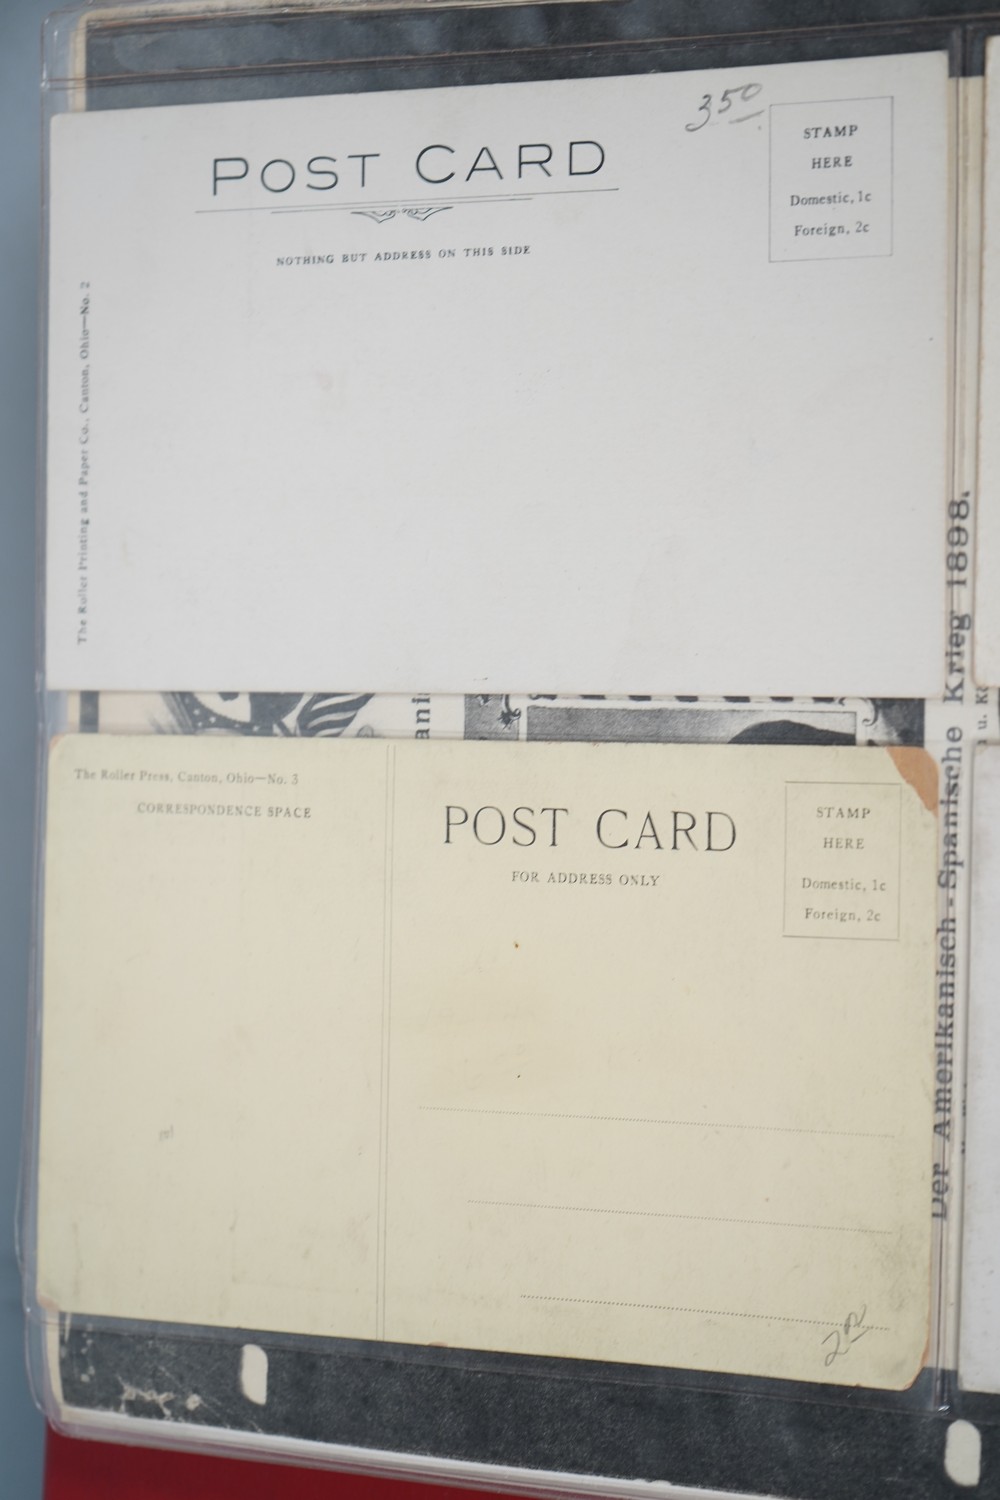 POST CARD
NOTHING BUT ADDRESS ON THIS SIDE
350
STAMP
HERE
Domestic, 1c
Foreign, 2c
The Roller Printing and Paper Co., Canton, Ohio—No. 2
ani
The Roller Press, Canton, Ohio—No. 3
CORRESPONDENCE SPACE
POST CARD
FOR ADDRESS ONLY
STAMP
HERE
Domestic, 1c
Foreign, 2c
Der Amerikanisch-Spanische Krieg 1898.
u.